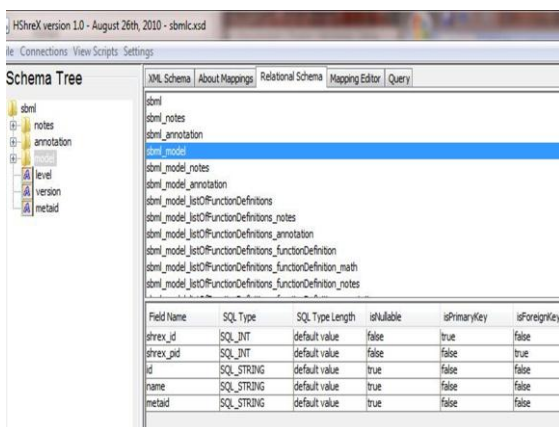 HShreX version 1.0 - August 26th, 2010 - sbmlc.xsd
Connections View Scripts Settings
Schema Tree
sbml
notes
annotation
model
level
version
metaid
XML Schema About Mappings Relational Schema Mapping Editor Query
sbml
sbml_notes
sbml_annotation
sbml_model
sbml_model_notes
sbml_model_annotation
sbml_model_listOfFunctionDefinitions
sbml_model_listOfFunctionDefinitions_notes
sbml_model_listOfFunctionDefinitions_annotation
sbml_model_listOfFunctionDefinitions_functionDefinition
sbml_model_listOfFunctionDefinitions_functionDefinition_math
sbml_model_listOfFunctionDefinitions_functionDefinition_notes
Field Name SQL Type SQL Type Length isNullable isPrimaryKey isForeignKey
shrex_id SQL_INT default value false true false
shrex_pid SQL_INT default value false false true
id SQL_STRING default value true false false
name SQL_STRING default value true false false
metaid SQL_STRING default value true false false